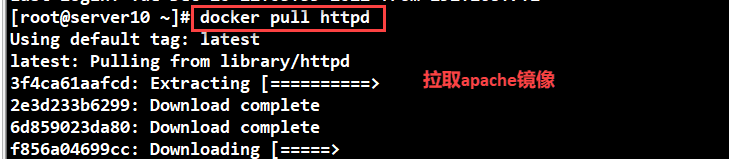 [root@server10 ~]# docker pull httpd
Using default tag: latest
latest: Pulling from library/httpd
3f4ca61aafcd: Extracting [==========>
拉取apache镜像
2e3d233b6299: Download complete
6d859023da80: Download complete
f856a04699cc: Downloading [=====>